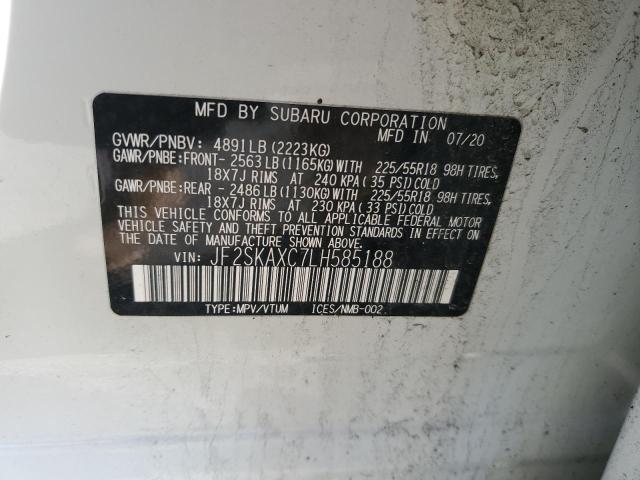 MFD BY SUBARU CORPORATION
MFD IN 07/20
GVWR/PNBV: 4891LB (2223KG)
GAWR/PNBE:FRONT- 2563LB (1165KG)WITH 225/55R18 98H TIRES,
18X7J RIMS AT 240 KPA (35 PSI)COLD
GAWR/PNBE:REAR - 2486LB (1130KG)WITH 225/55R18 98H TIRES,
18X7J RIMS AT 230 KPA (33 PSI)COLD
THIS VEHICLE CONFORMS TO ALL APPLICABLE FEDERAL MOTOR
VEHICLE SAFETY AND THEFT PREVENTION STANDARDS IN EFFECT ON THE
DATE OF MANUFACTURE SHOWN ABOVE.
VIN: JF2SKAXC7LH585188
TYPE:MPV/VTUM ICES/NMB-002